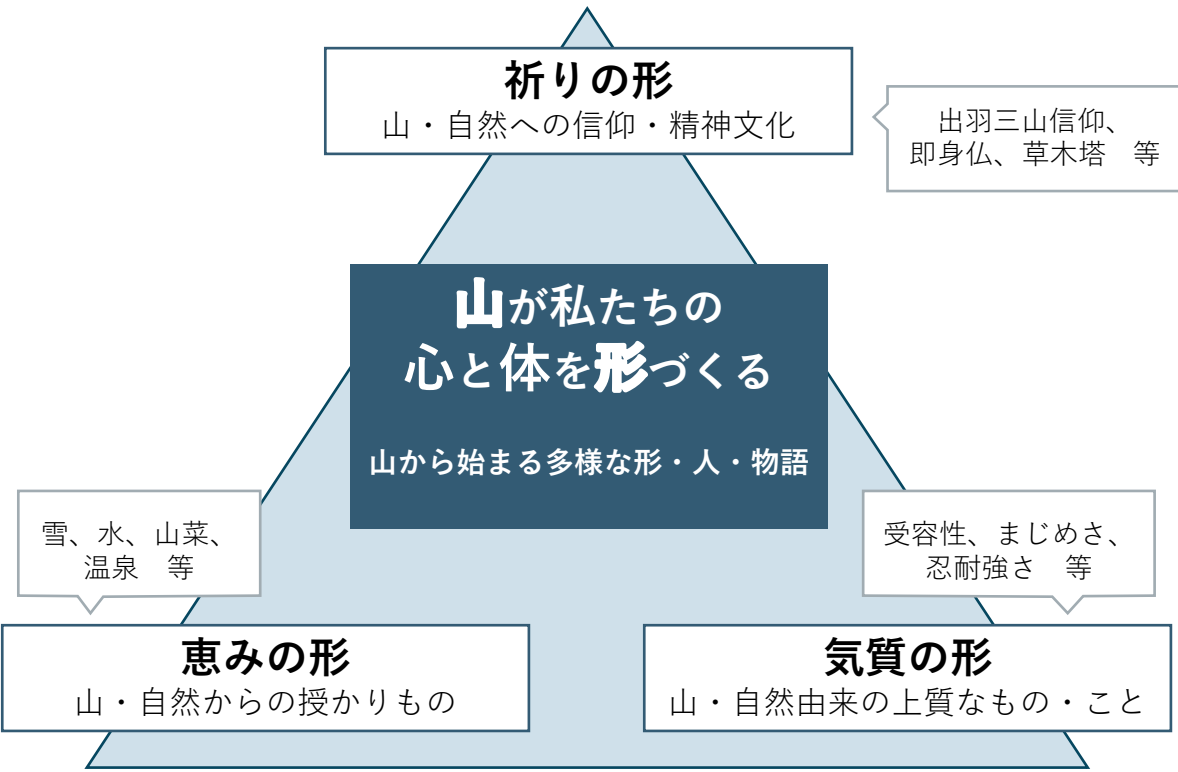 祈りの形
山・自然への信仰・精神文化
出羽三山信仰、
即身仏、草木塔　等
山が私たちの
心と体を形づくる
山から始まる多様な形・人・物語
雪、水、山菜、
温泉　等
受容性、まじめさ、
忍耐強さ　等
恵みの形
山・自然からの授かりもの
気質の形
山・自然由来の上質なもの・こと